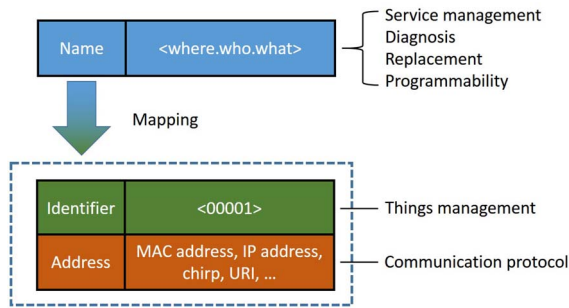 Name <where.who.what>
Service management
Diagnosis
Replacement
Programmability
Mapping
Identifier <00001> Things management
Address MAC address, IP address,
chirp, URI, ... Communication protocol